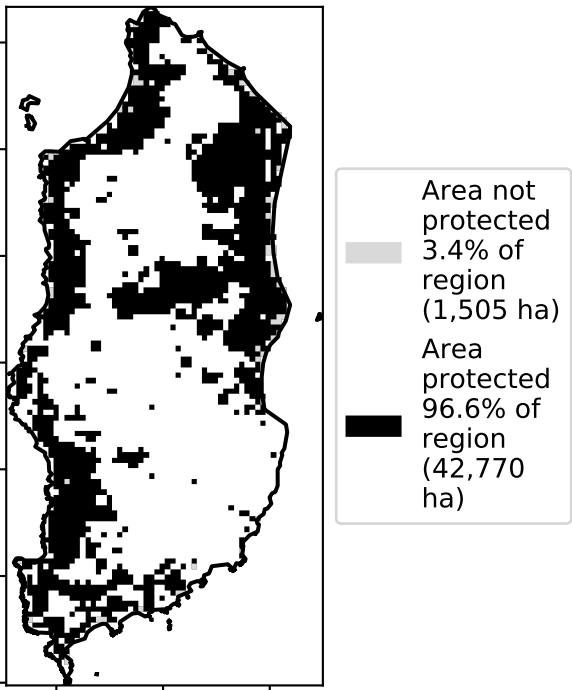 Area not
protected
3.4% of
region
(1,505 ha)
Area
protected
96.6% of
region
(42,770
ha)